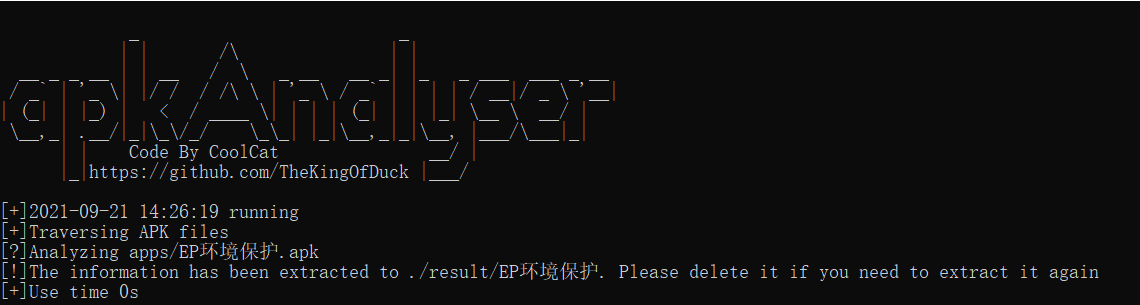 apkAnalyser
Code By CoolCat
https://github.com/TheKingOfDuck
[+]2021-09-21 14:26:19 running
[+]Traversing APK files
[?]Analyzing apps/EP环境保护.apk
[!]The information has been extracted to ./result/EP环境保护. Please delete it if you need to extract it again
[+]Use time 0s